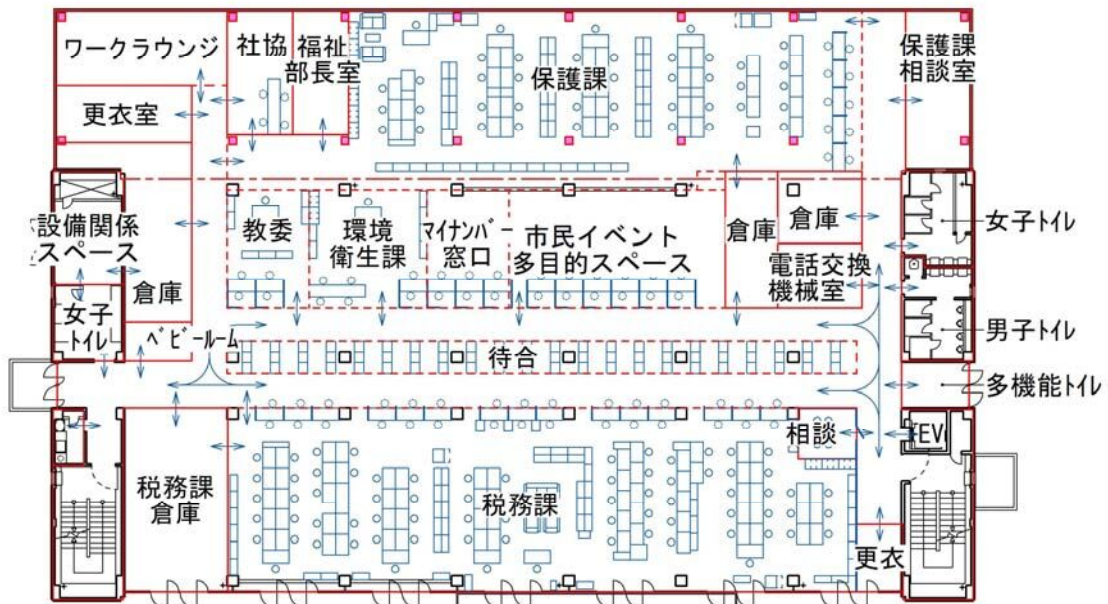 ワークラウンジ
社協
福祉
部長室
保護課
保護課
相談室
更衣室
設備関係
スペース
倉庫
教委
環境
衛生課
マイナンバー
窓口
市民イベント
多目的スペース
倉庫
倉庫
電話交換
機械室
女子トイレ
女子
トイレ
ベビールーム
待合
男子トイレ
多機能トイレ
税務課
倉庫
税務課
相談
EV
更衣